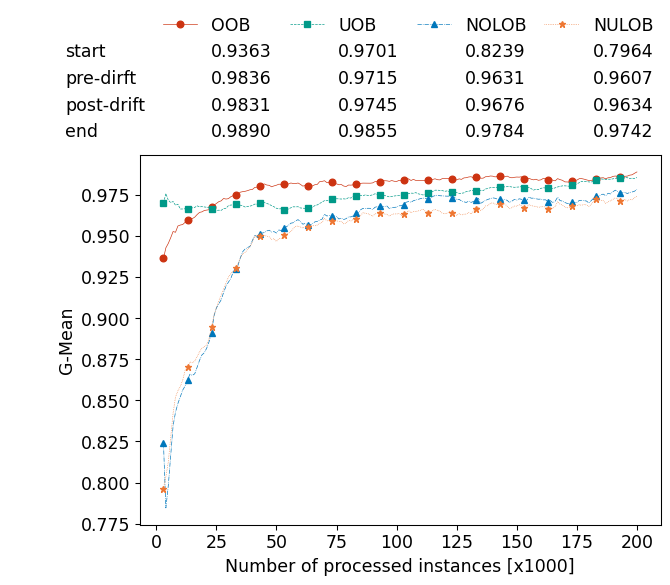 OOB UOB NOLOB NULOB
start 0.9363 0.9701 0.8239 0.7964
pre-dirft 0.9836 0.9715 0.9631 0.9607
post-drift 0.9831 0.9745 0.9676 0.9634
end 0.9890 0.9855 0.9784 0.9742
0.975
0.950
0.925
0.900
0.875
0.850
0.825
0.800
0.775
G-Mean
0 25 50 75 100 125 150 175 200
Number of processed instances [x1000]